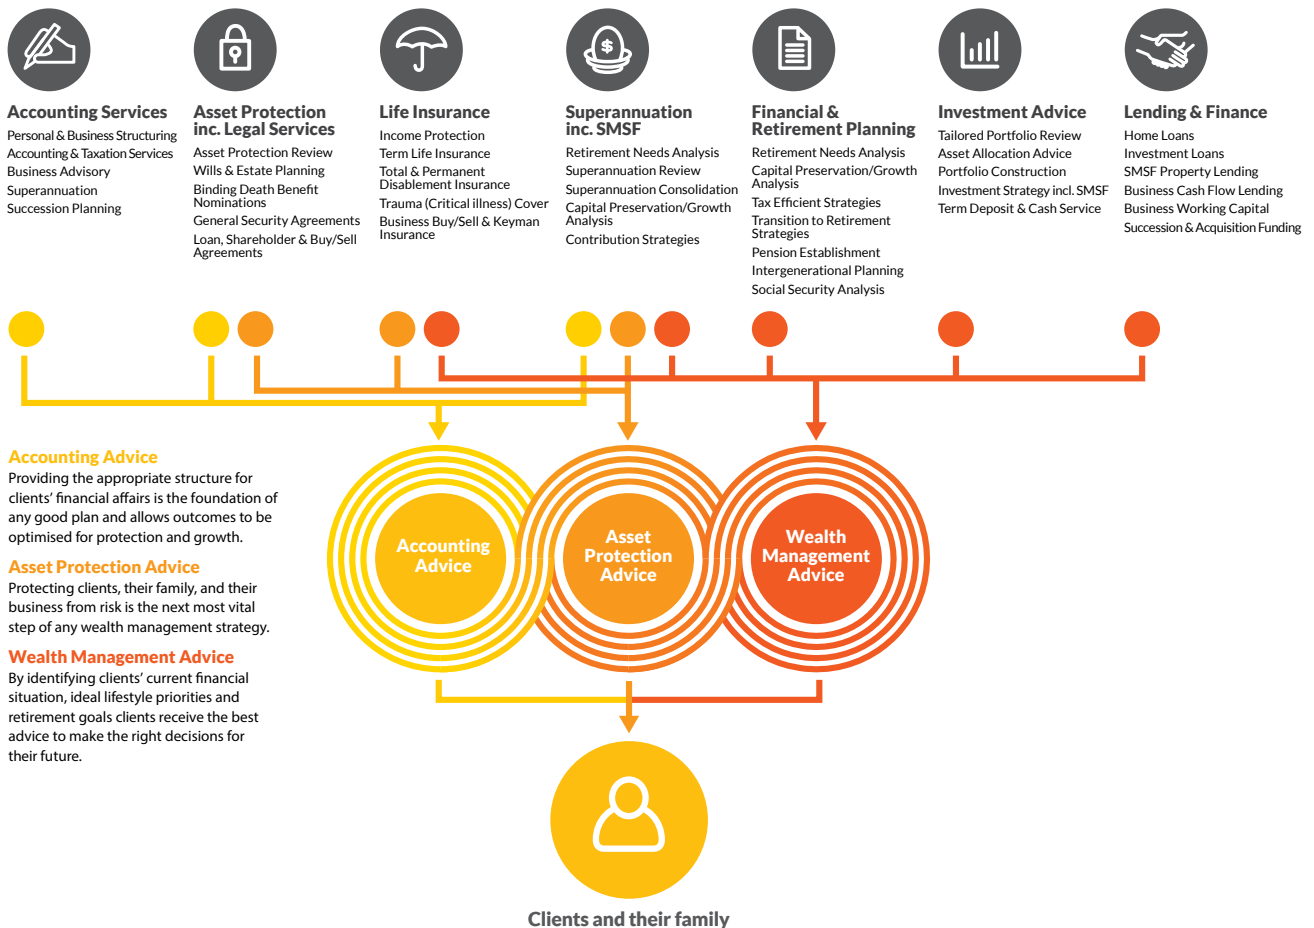 Accounting Services
Personal & Business Structuring
Accounting & Taxation Services
Business Advisory
Superannuation
Succession Planning
Asset Protection
inc. Legal Services
Asset Protection Review
Wills & Estate Planning
Binding Death Benefit
Nominations
General Security Agreements
Loan, Shareholder & Buy/Sell
Agreements
Life Insurance
Income Protection
Term Life Insurance
Total & Permanent
Disablement Insurance
Trauma (Critical illness) Cover
Business Buy/Sell & Keyman
Insurance
$
Superannuation
inc. SMSF
Retirement Needs Analysis
Superannuation Review
Superannuation Consolidation
Capital Preservation/Growth
Analysis
Contribution Strategies
Financial &
Retirement Planning
Retirement Needs Analysis
Capital Preservation/Growth
Analysis
Tax Efficient Strategies
Transition to Retirement
Strategies
Pension Establishment
Intergenerational Planning
Social Security Analysis
Investment Advice
Tailored Portfolio Review
Asset Allocation Advice
Portfolio Construction
Investment Strategy incl. SMSF
Term Deposit & Cash Service
Lending & Finance
Home Loans
Investment Loans
SMSF Property Lending
Business Cash Flow Lending
Business Working Capital
Succession & Acquisition Funding
Accounting Advice
Providing the appropriate structure for
clients' financial affairs is the foundation of
any good plan and allows outcomes to be
optimised for protection and growth.
Asset Protection Advice
Protecting clients, their family, and their
business from risk is the next most vital
step of any wealth management strategy.
Wealth Management Advice
By identifying clients' current financial
situation, ideal lifestyle priorities and
retirement goals clients receive the best
advice to make the right decisions for
their future.
Accounting
Advice
Asset
Protection
Advice
Wealth
Management
Advice
Clients and their family